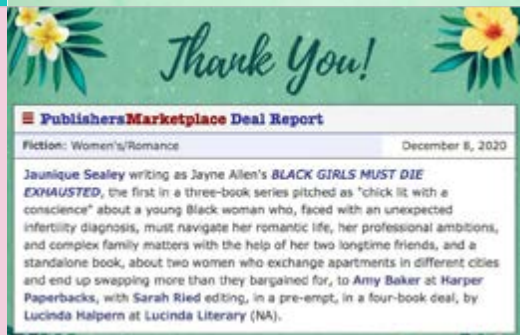 Thank You!
PublishersMarketplace Deal Report
Fiction: Women's/Romance December 8, 2020
Jaunique Sealey writing as Jayne Allen's BLACK GIRLS MUST DIE
EXHAUSTED, the first in a three-book series pitched as "chick lit with a
conscience" about a young Black woman who, faced with an unexpected
infertility diagnosis, must navigate her romantic life, her professional ambitions,
and complex family matters with the help of her two longtime friends, and a
standalone book, about two women who exchange apartments in different cities
and end up swapping more than they bargained for, to Amy Baker at Harper
Paperbacks, with Sarah Ried editing, in a pre-empt, in a four-book deal, by
Lucinda Halpern at Lucinda Literary (NA).